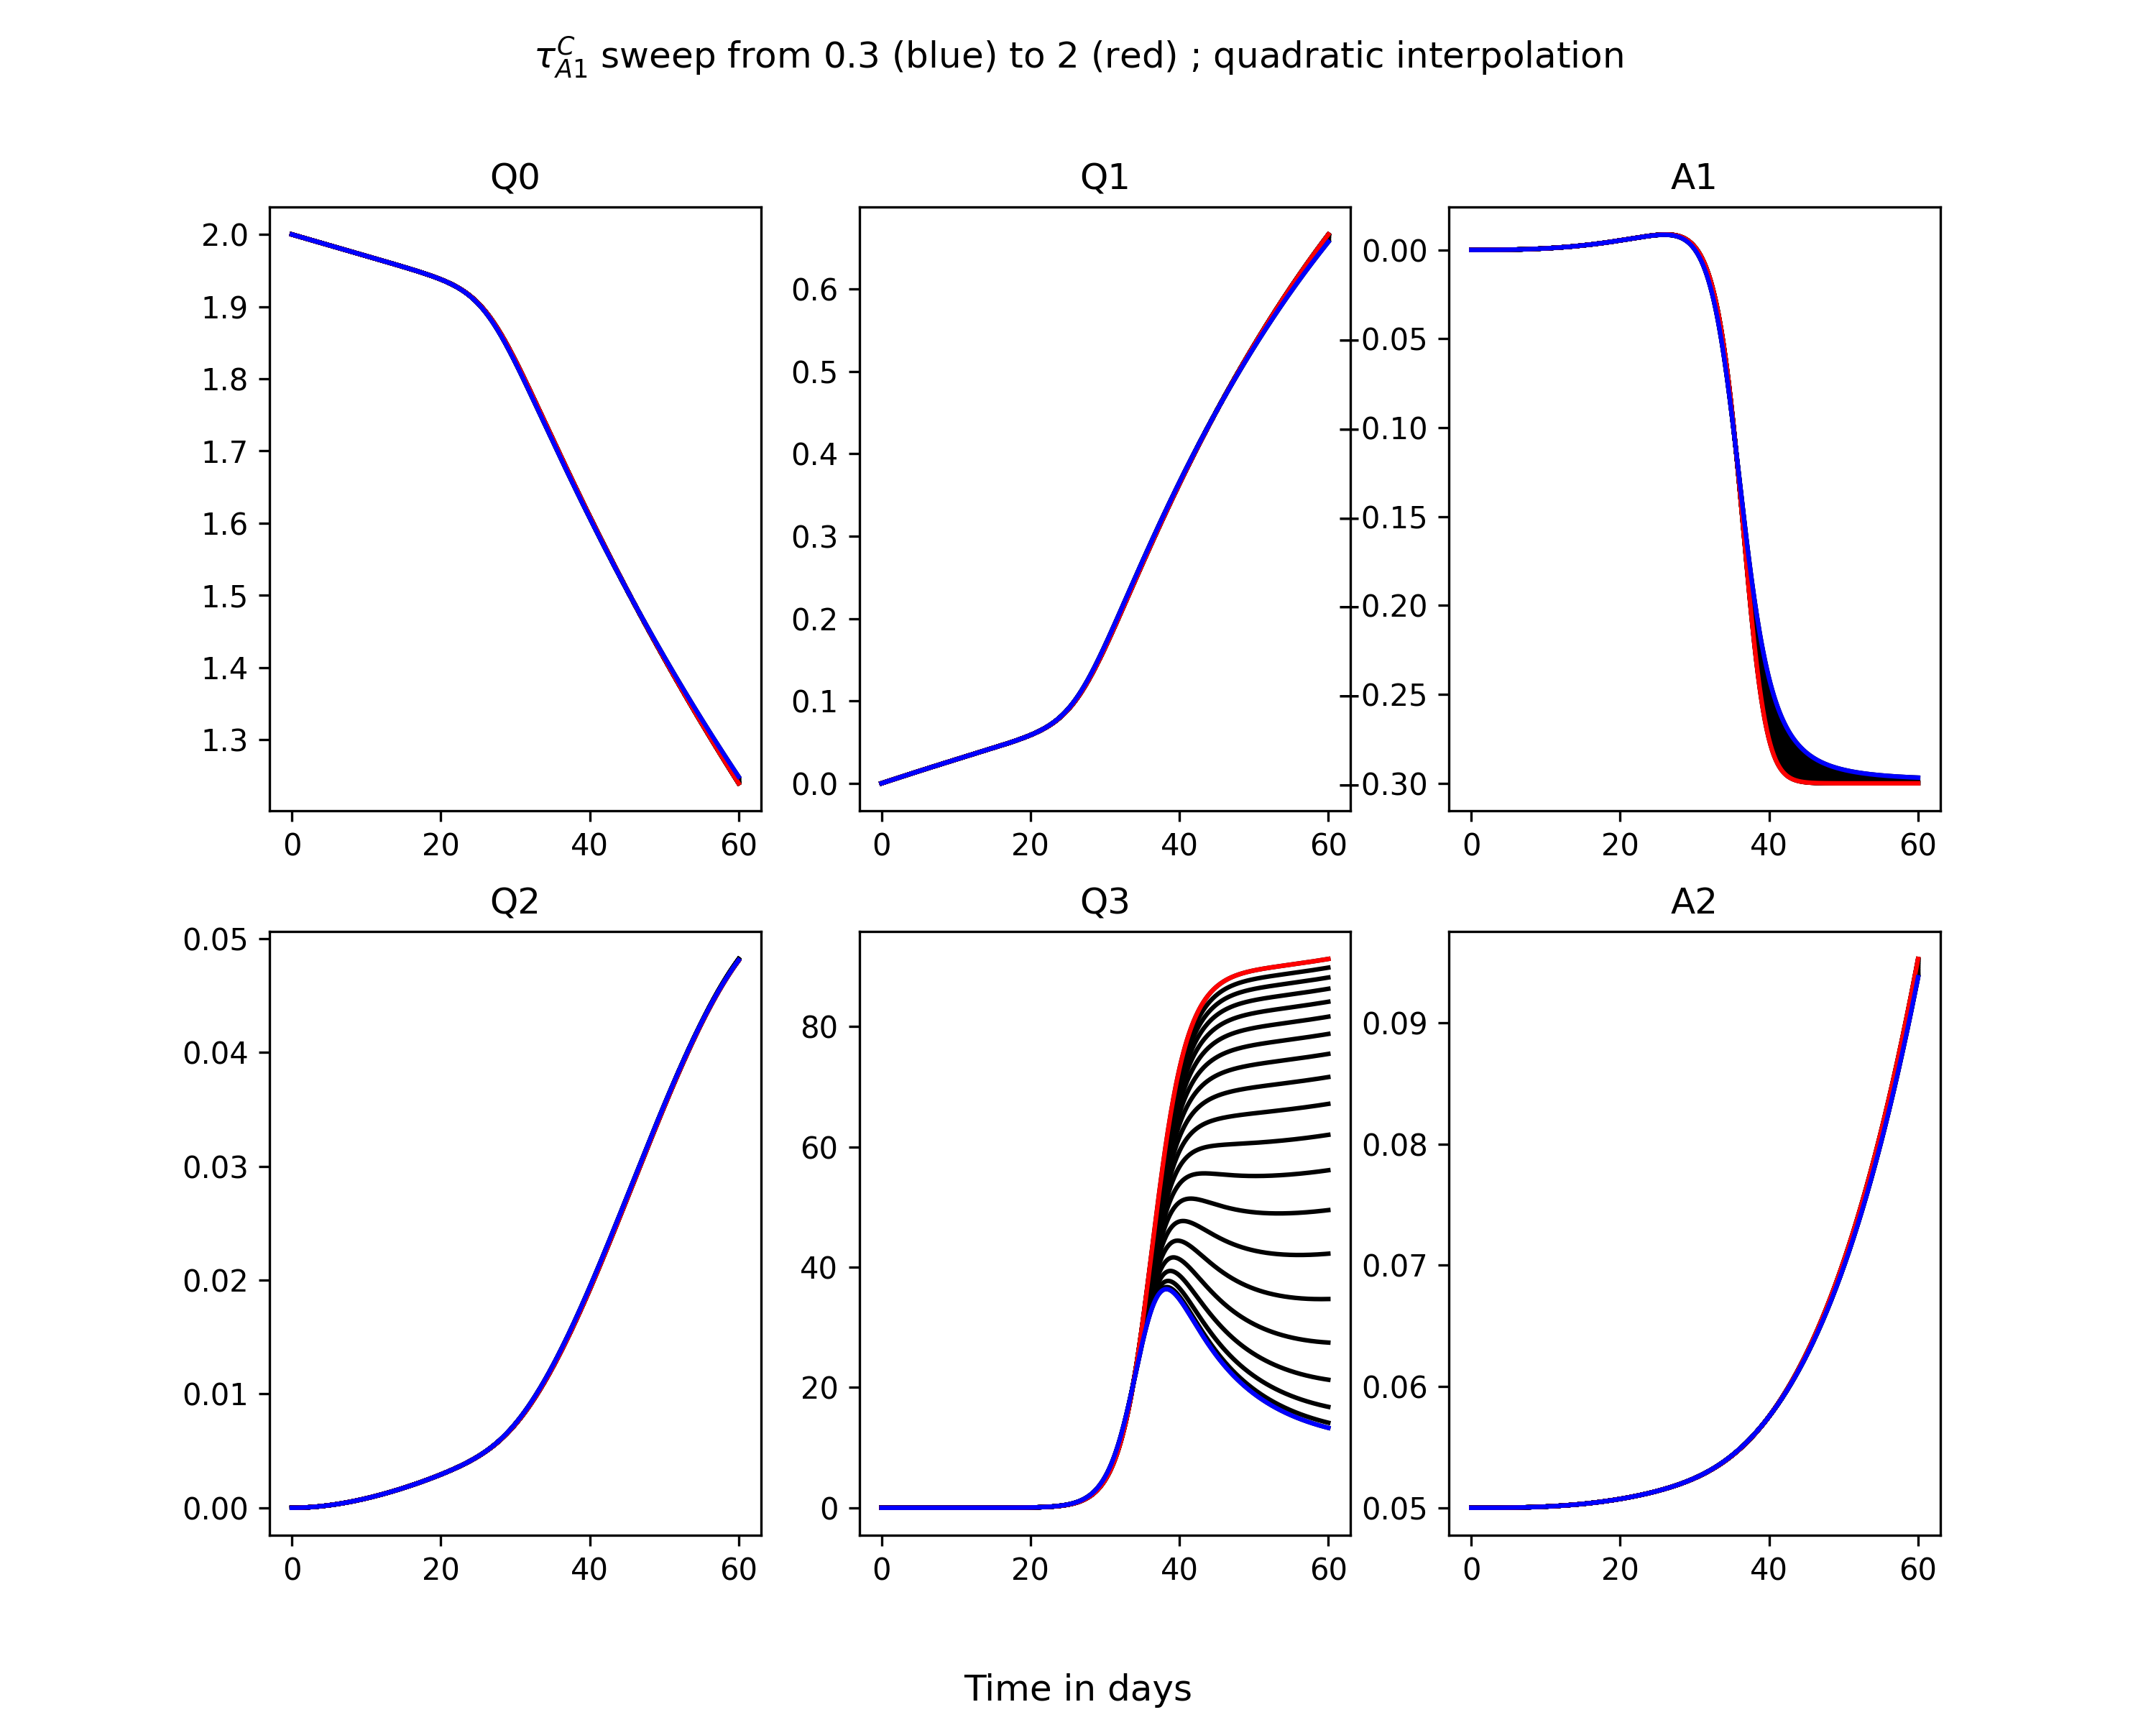 τ_{A1}^{C} sweep from 0.3 (blue) to 2 (red) ; quadratic interpolation
Q0
2.0
1.9
1.8
1.7
1.6
1.5
1.4
1.3
0 20 40 60
Q1
0.6
0.5
0.4
0.3
0.2
0.1
0.0
0 20 40 60
A1
0.00
−0.05
−0.10
−0.15
−0.20
−0.25
−0.30
0 20 40 60
Q2
0.05
0.04
0.03
0.02
0.01
0.00
0 20 40 60
Q3
80
60
40
20
0
0 20 40 60
A2
0.09
0.08
0.07
0.06
0.05
0 20 40 60
Time in days